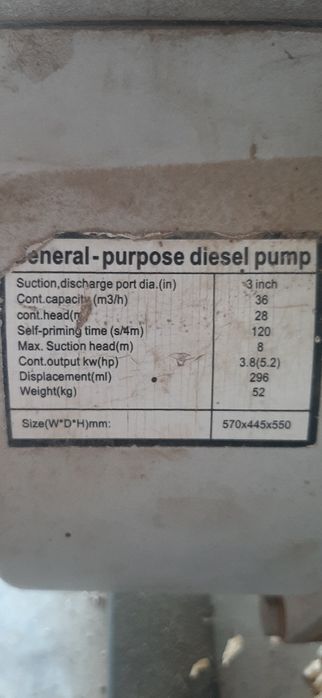 eneral-purpose diesel pump
Suction,discharge port dia.(in) 3 inch
Cont.capacity (m3/h) 36
cont.head( 28
Self-priming time (s/4m) 120
Max. Suction head(m) 8
Cont.output kw(hp) 3.8(5.2)
Displacement(ml) 296
Weight(kg) 52
Size(W*D*H)mm: 570x445x550